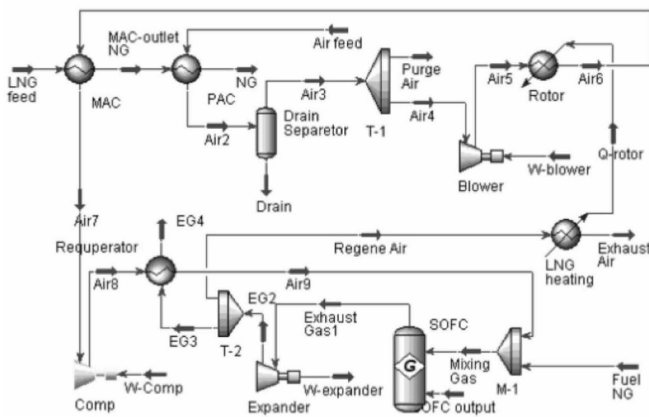 MAC-outlet
NG
Air feed
LNG
feed
MAC
NG
PAC
Air3
Purge
Air
Air5
Air6
Rotor
Air2
Drain
Separetor
T-1
Air4
Q-rotor
W-blower
Blower
Drain
Air7
EG4
Requperator
Regene Air
Exhaust
Air
LNG
heating
Air8
Air9
EG2
Exhaust
Gas1
SOFC
EG3
T-2
G
Mixing
Gas
M-1
W-Comp
Comp
W-expander
Expander
SOFC output
Fuel
NG